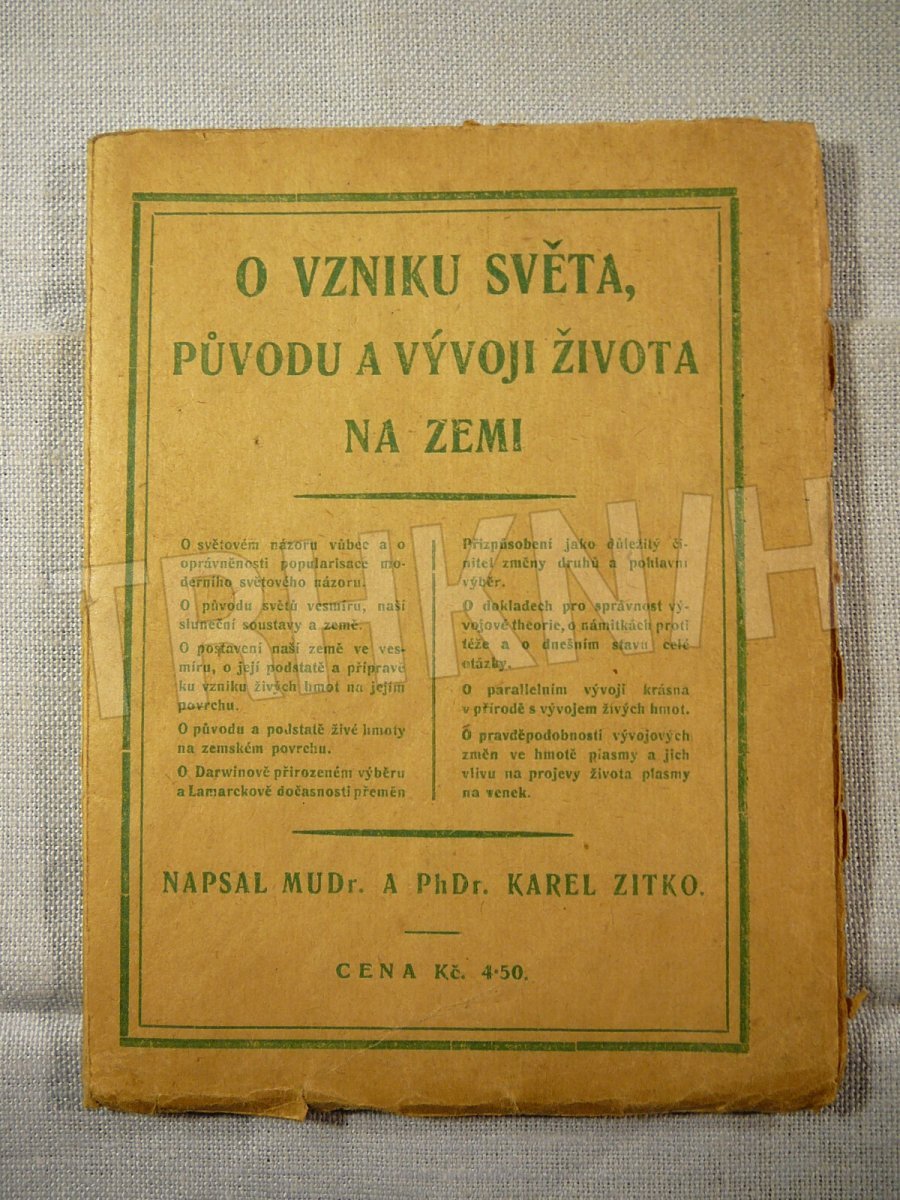 O VZNIKU SVĚTA,
PŮVODU A VÝVOJI ŽIVOTA
NA ZEMI
O světovém názoru vůbec a o
oprávněnosti popularisace mo-
derního světového názoru.
O původu světů vesmíru, naší
sluneční soustavy a země.
O postavení naší země ve ves-
míru, o její podstatě a přípravě
ku vzniku živých hmot na jejím
povrchu.
O původu a podstatě živé hmoty
na zemském povrchu.
O Darwinově přirozeném výběru
a Lamarckově dočasnosti přeměn
Přizpůsobení jako důležitý či-
nitel změny druhů a pohlavní
výběr.
O dokladech pro správnost vý-
vojové theorie, o námitkách proti
téže a o dnešním stavu celé
otázky.
O parallelním vývoji krásna
v přírodě s vývojem živých hmot.
O pravděpodobnosti vývojových
změn ve hmotě plasmy a jich
vlivu na projevy života plasmy
na venek.
NAPSAL MUDr. A PhDr. KAREL ZITKO.
CENA Kč. 4·50.
TRHKNIH